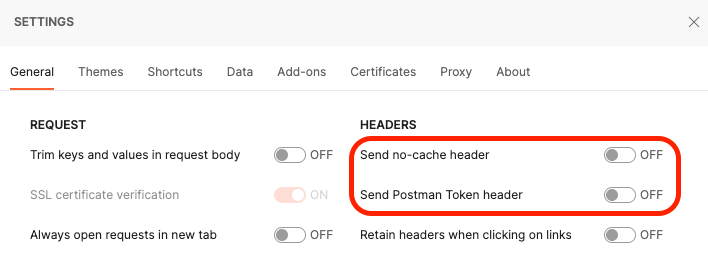 SETTINGS
General Themes Shortcuts Data Add-ons Certificates Proxy About
REQUEST
HEADERS
Trim keys and values in request body OFF
Send no-cache header OFF
SSL certificate verification ON
Send Postman Token header OFF
Always open requests in new tab OFF
Retain headers when clicking on links OFF